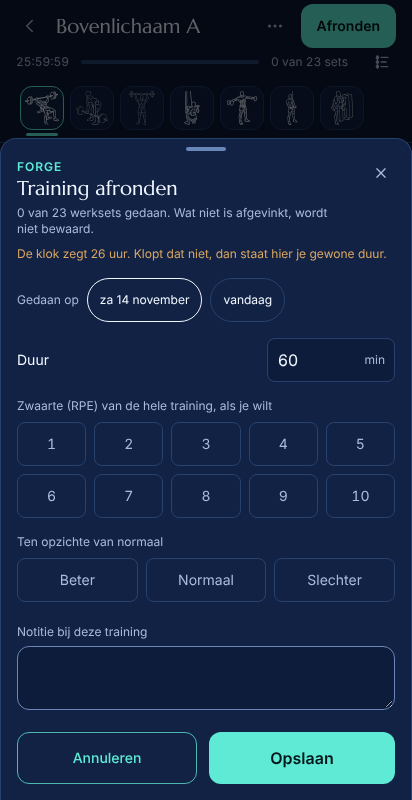 Bovenlichaam A
Afronden
25:59:59
0 van 23 sets
FORGE
Training afronden
0 van 23 werksets gedaan. Wat niet is afgevinkt, wordt
niet bewaard.
De klok zegt 26 uur. Klopt dat niet, dan staat hier je gewone duur.
Gedaan op
za 14 november
vandaag
Duur
60
min
Zwaarte (RPE) van de hele training, als je wilt
1
2
3
4
5
6
7
8
9
10
Ten opzichte van normaal
Beter
Normaal
Slechter
Notitie bij deze training
Annuleren
Opslaan